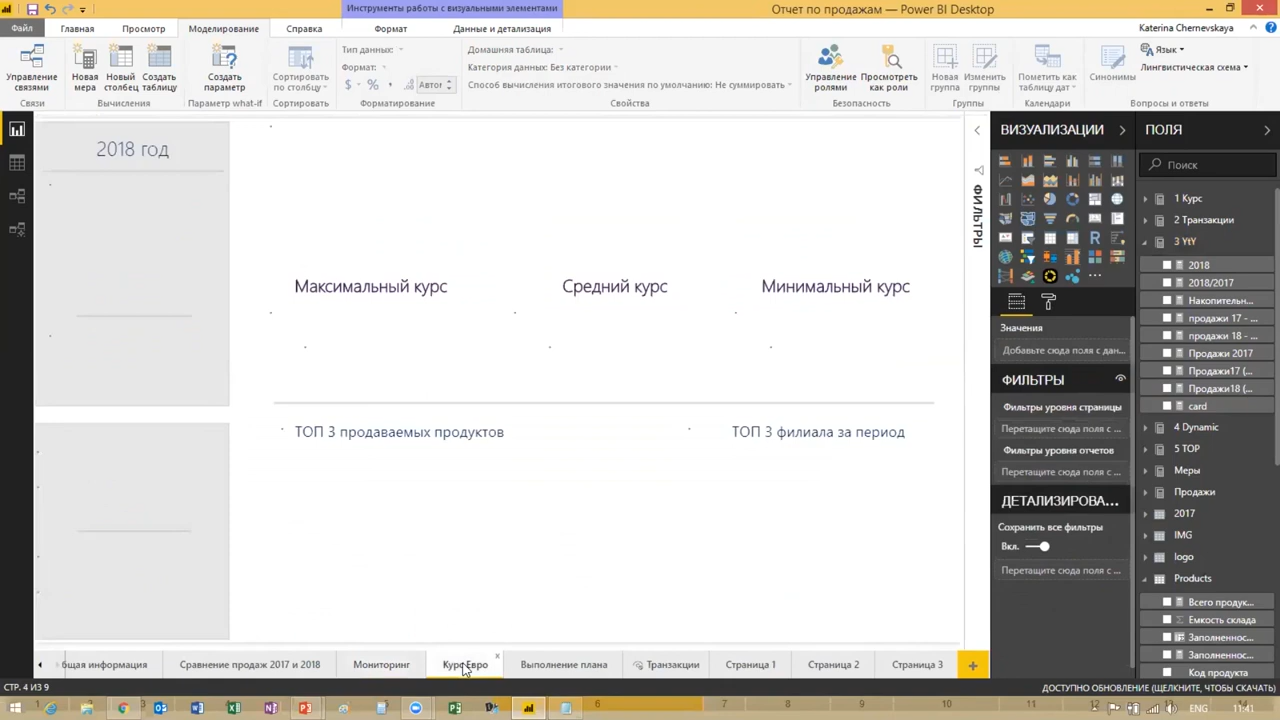 Инструменты работы с визуальными элементами
Отчет по продажам — Power BI Desktop
Файл
Главная
Просмотр
Моделирование
Справка
Формат
Данные и детализация
Katerina Chernevskaya
Управление связями
Новая мера
Новый столбец
Создать таблицу
Создать параметр
Сортировать по столбцу
Тип данных:
Формат:
$ % Автог
Домашняя таблица:
Категория данных: Без категории
Способ вычисления итогового значения по умолчанию: Не суммировать
Управление ролями
Просмотреть как роли
Новая группа
Изменить группы
Пометить как таблицу дат
Синонимы
Язык
Лингвистическая схема
Связи
Вычисления
Параметр what-if
Сортировать
Форматирование
Свойства
Безопасность
Группы
Календари
Вопросы и ответы
2018 год
Максимальный курс
Средний курс
Минимальный курс
ТОП 3 продаваемых продуктов
ТОП 3 филиала за период
ФИЛЬТРЫ
ВИЗУАЛИЗАЦИИ
R
Значения
Добавьте сюда поля с дан...
ФИЛЬТРЫ
Фильтры уровня страницы
Перетащите сюда поля с ...
Фильтры уровня отчетов
Перетащите сюда поля с ...
ДЕТАЛИЗИРОВА...
Сохранить все фильтры
Вкл.
Перетащите сюда поля с ...
ПОЛЯ
Поиск
1 Курс
2 Транзакции
3 YtY
2018
2018/2017
Накопительн...
продажи 17 - ...
продажи 18 - ...
Продажи 2017
Продажи17 (...
Продажи18 (...
card
4 Dynamic
5 TOP
Меры
Продажи
2017
IMG
logo
Products
Всего продук...
Емкость склада
Заполненнос...
Заполненнос...
Код продукта
бщая информация
Сравнение продаж 2017 и 2018
Мониторинг
Курс Евро
Выполнение плана
Транзакции
Страница 1
Страница 2
Страница 3
СТР. 4 ИЗ 9
ДОСТУПНО ОБНОВЛЕНИЕ (ЩЕЛКНИТЕ, ЧТОБЫ СКАЧАТЬ)
ENG
11:41